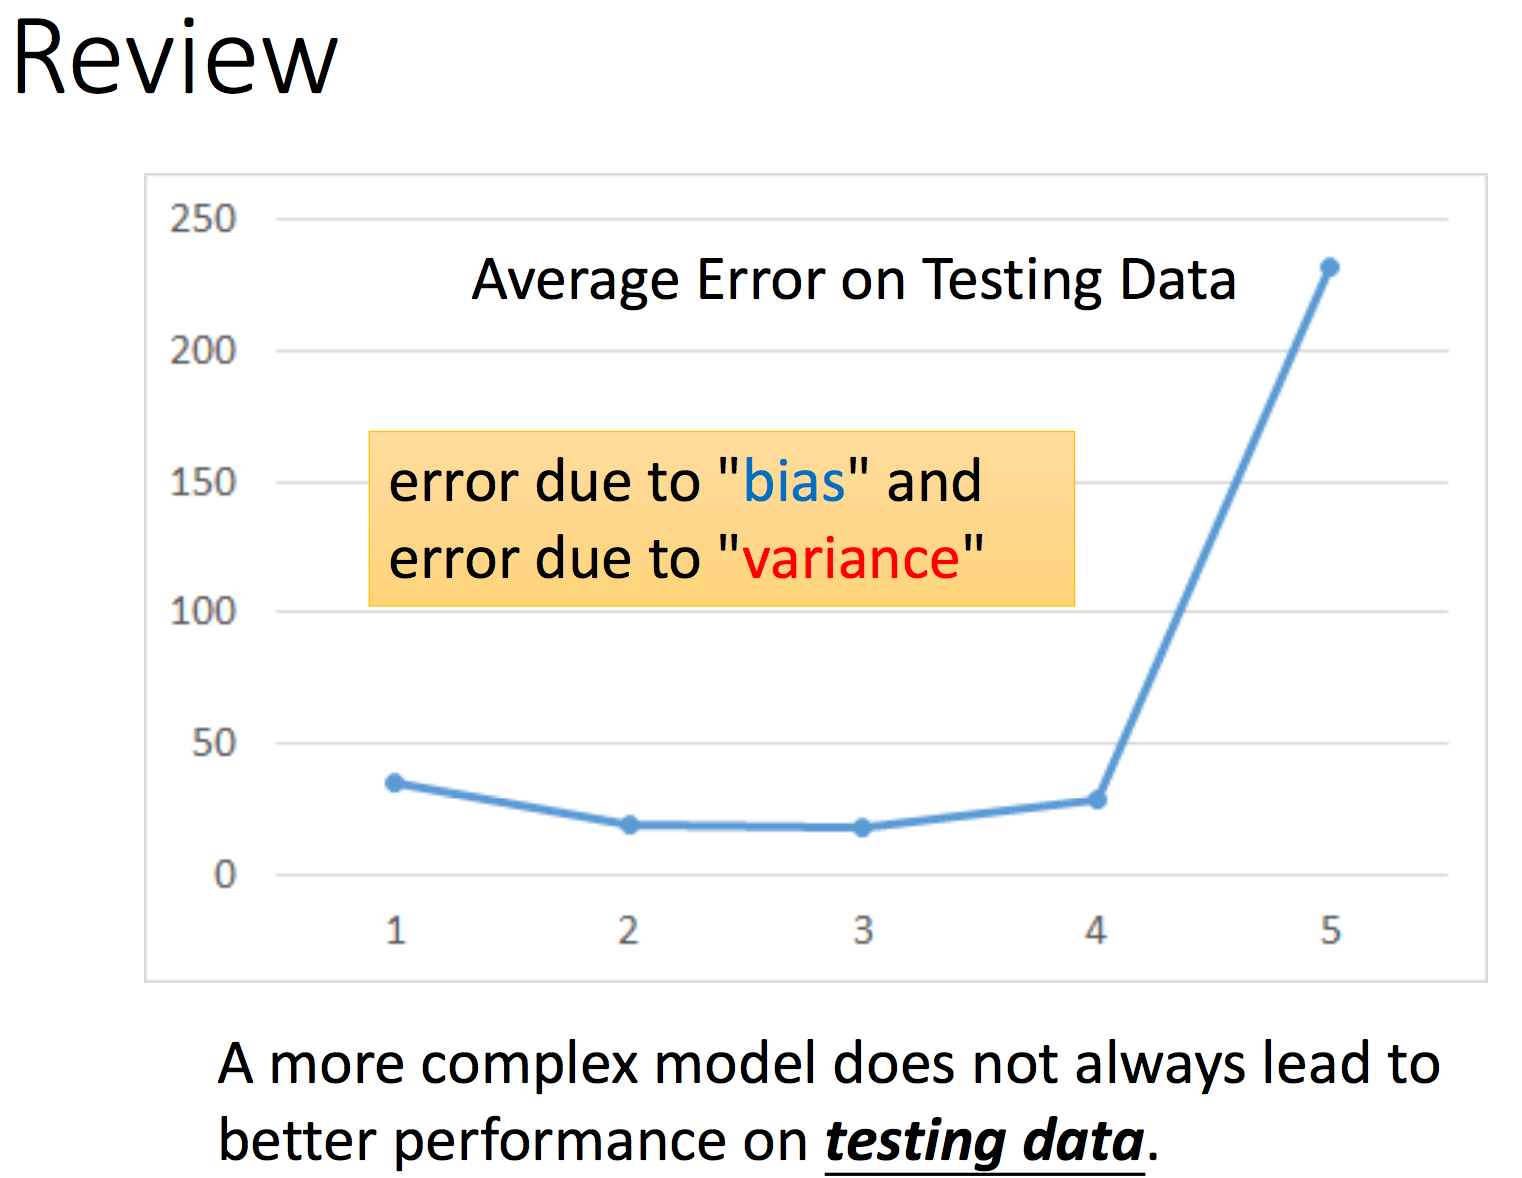 Review
250
Average Error on Testing Data
200
150
error due to "bias" and
error due to "variance"
100
50
0
1 2 3 4 5
A more complex model does not always lead to
better performance on testing data.